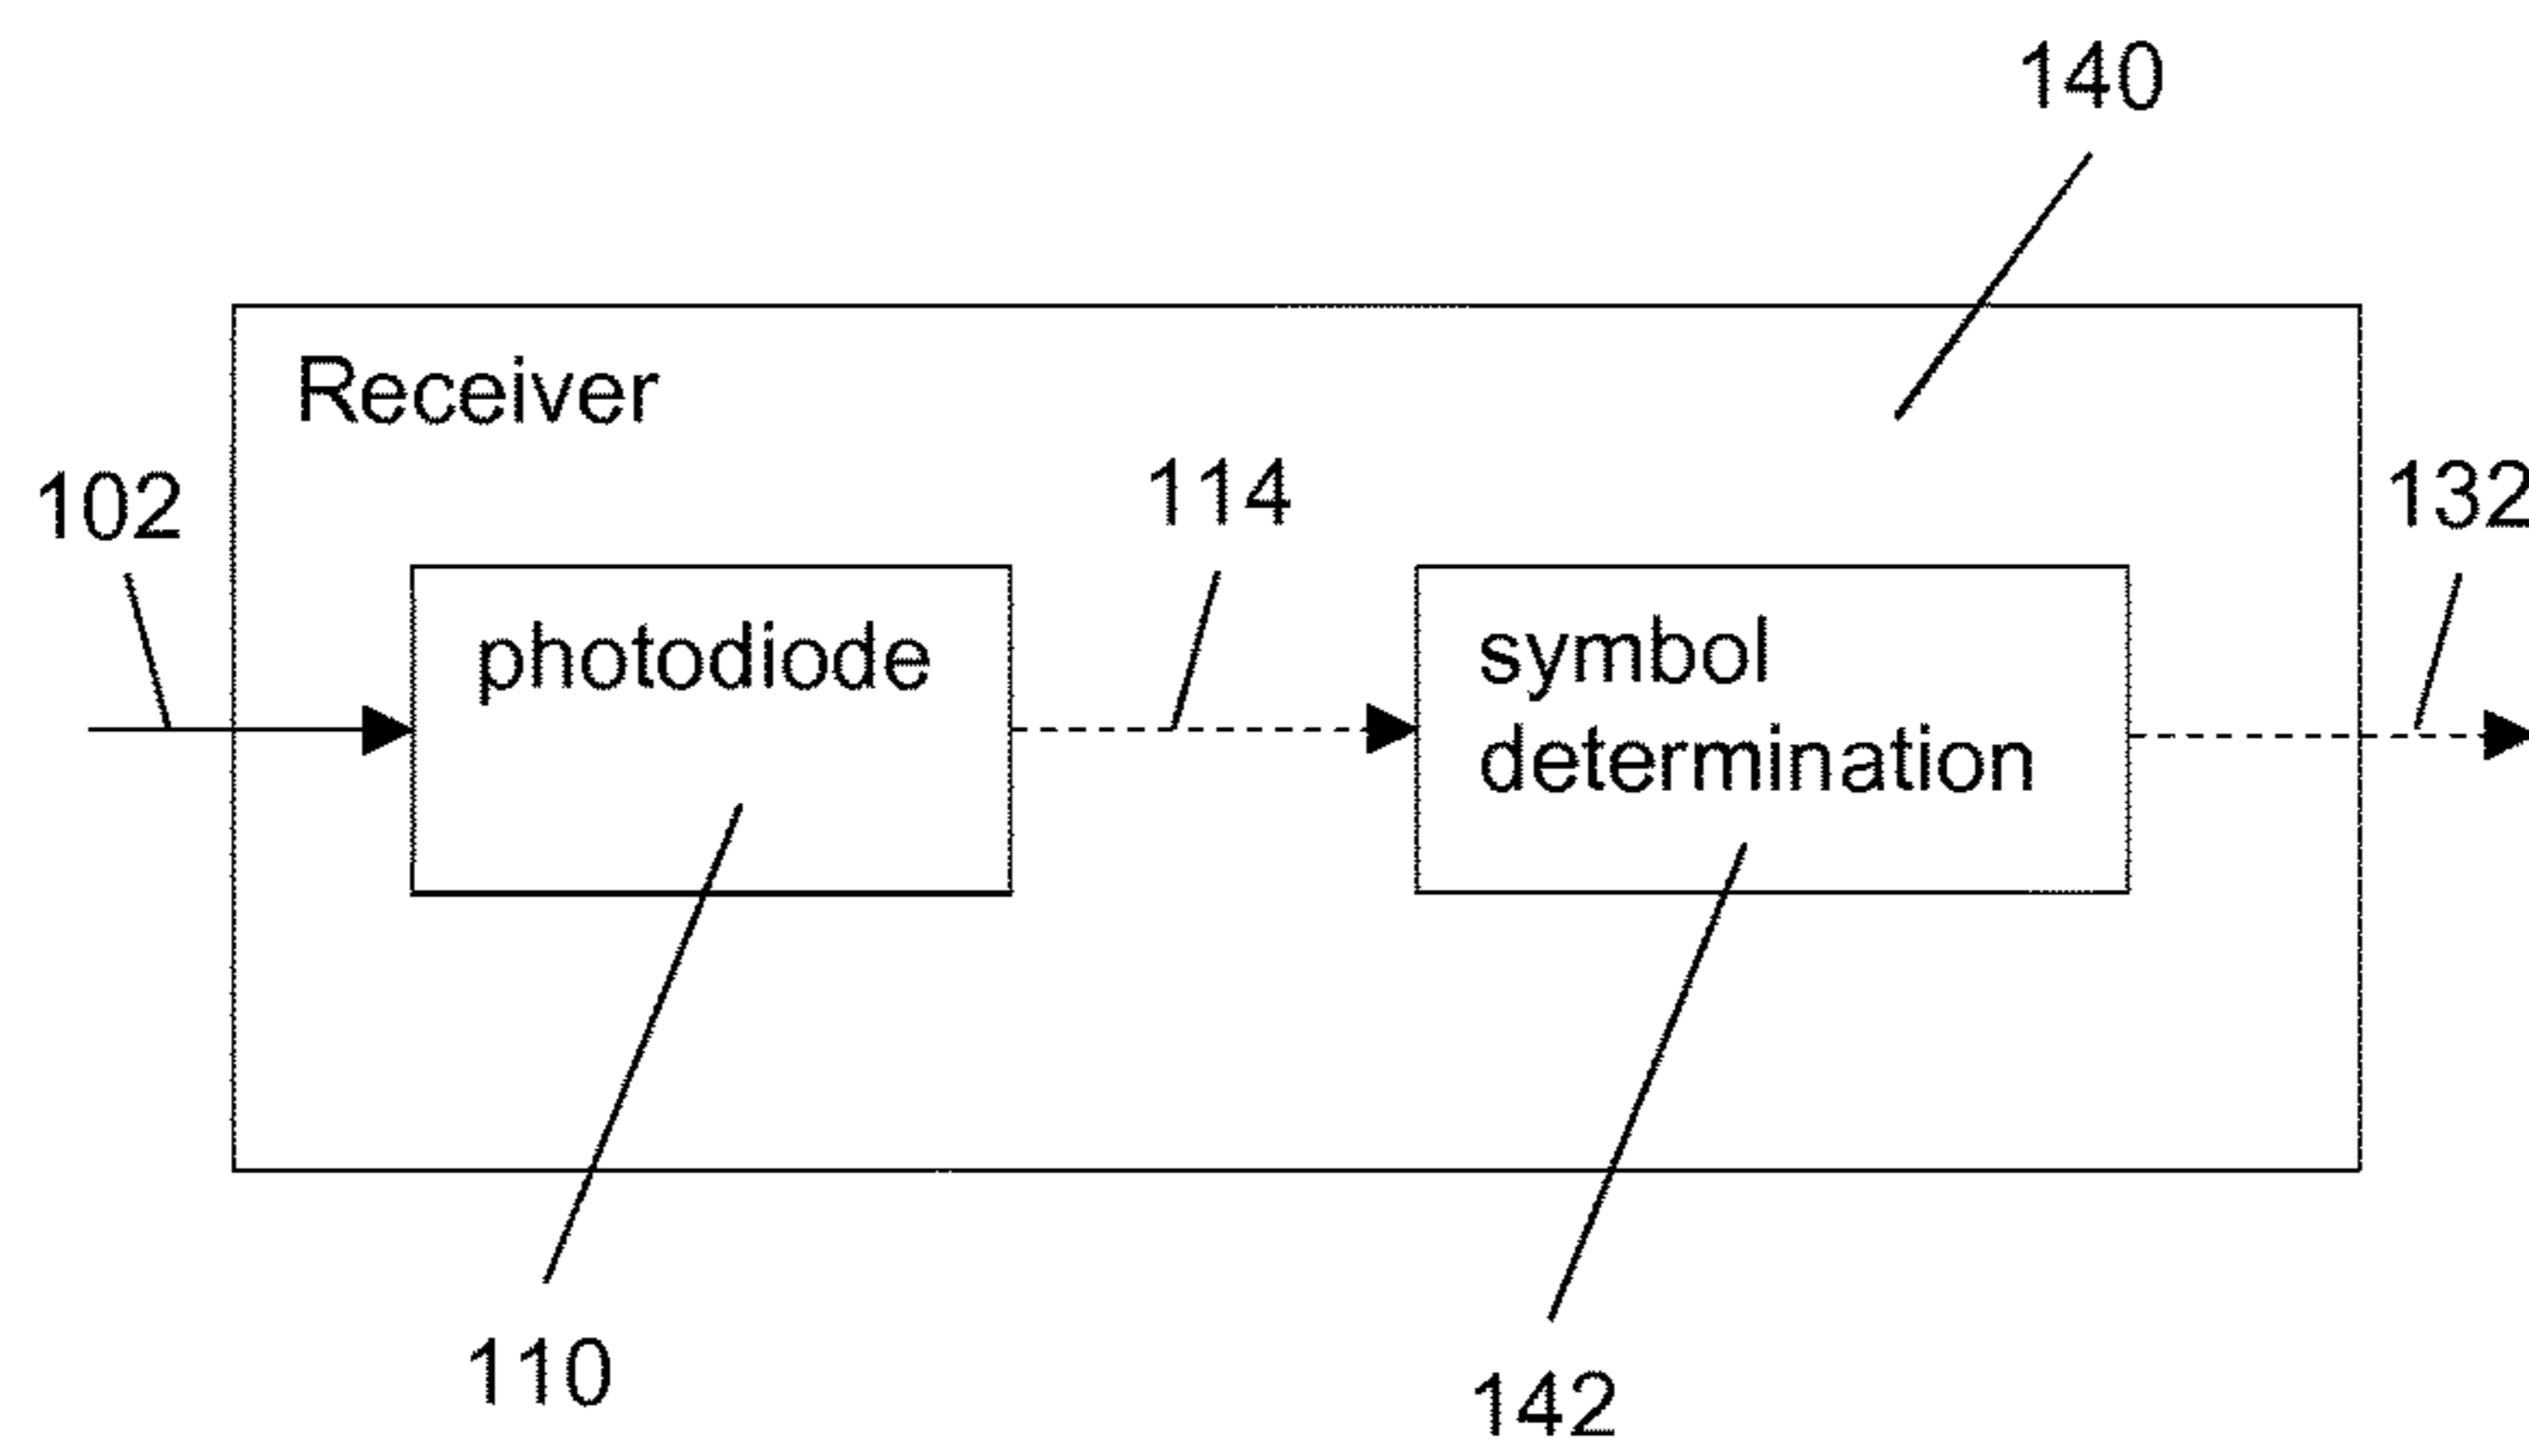 140
Receiver
102
114
132
photodiode
symbol
determination
110
142